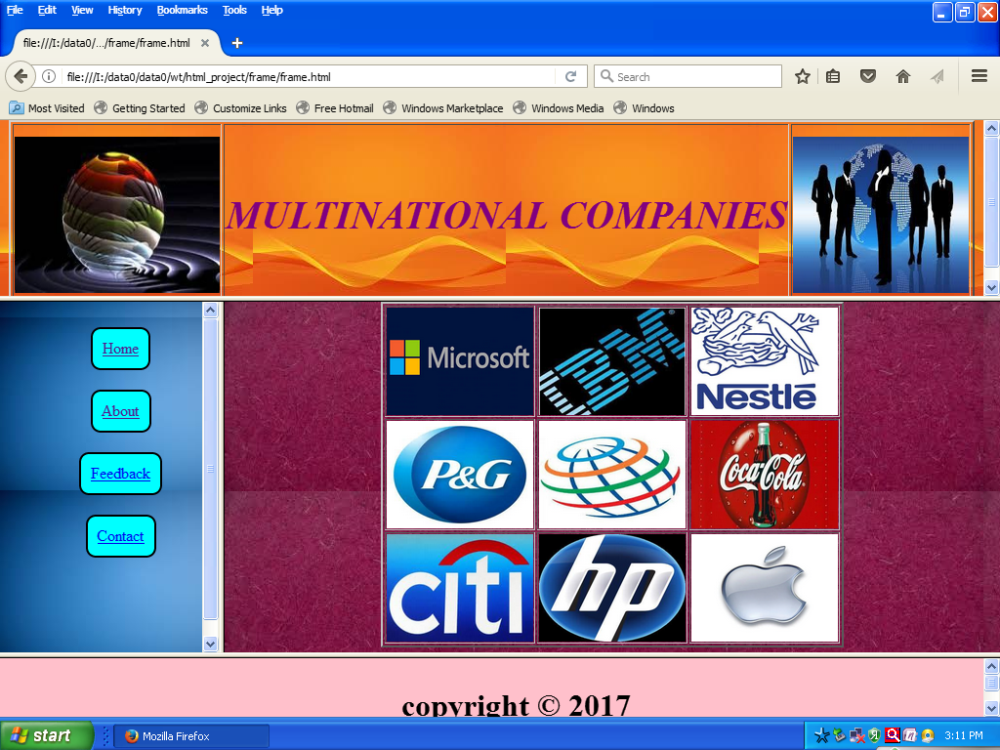 File Edit View History Bookmarks Tools Help
file:///I:/data0/.../frame/frame.html
file:///I:/data0/data0/wt/html_project/frame/frame.html
Search
Most Visited Getting Started Customize Links Free Hotmail Windows Marketplace Windows Media Windows
MULTINATIONAL COMPANIES
Home
About
Feedback
Contact
Microsoft IBM Nestlé
P&G Coca-Cola
citi hp
copyright © 2017
start Mozilla Firefox 3:11 PM